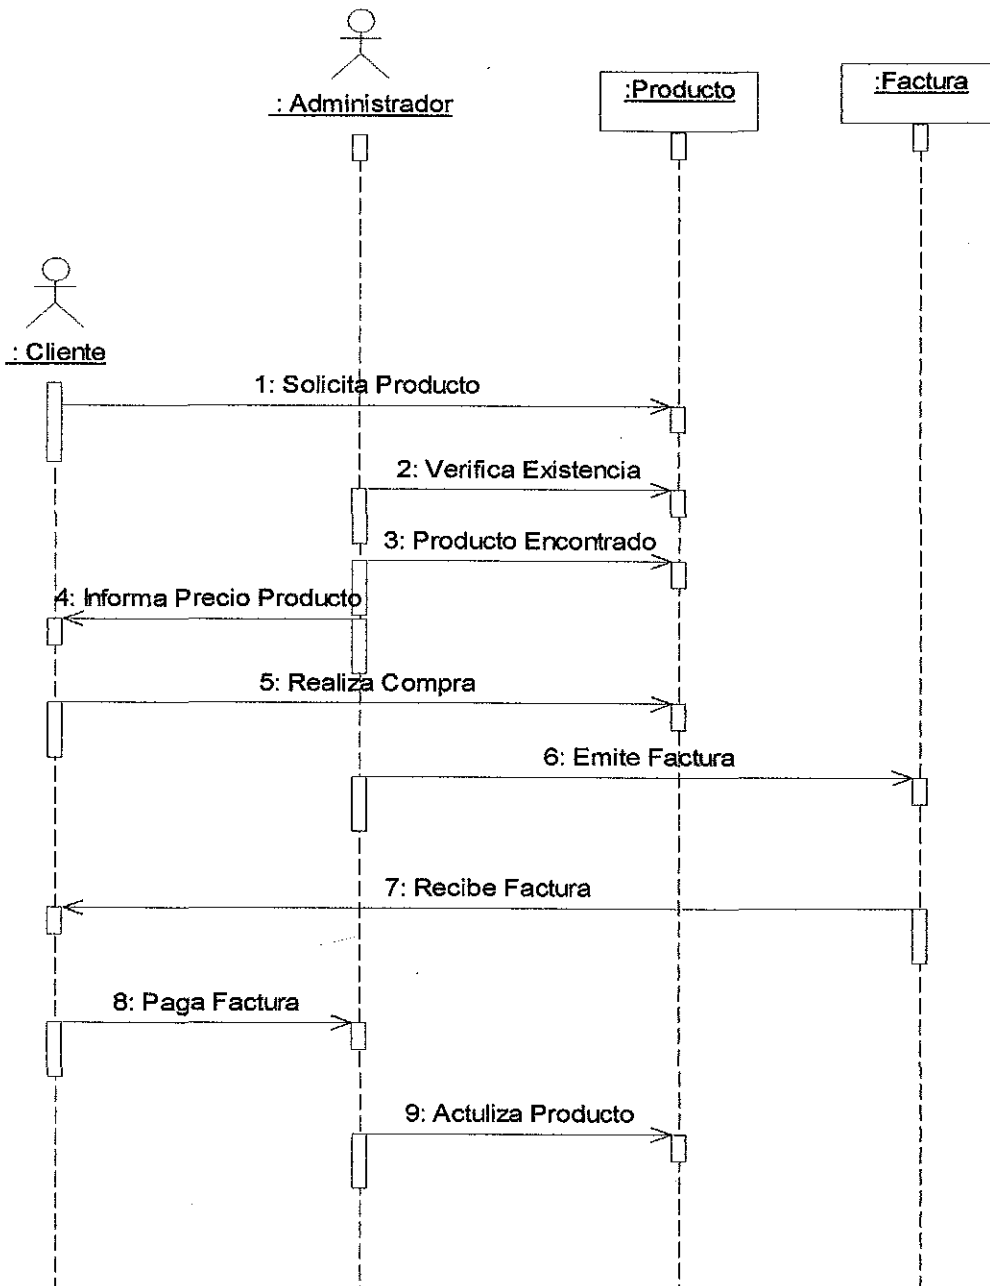 : Administrador
:Producto
:Factura
: Cliente
1: Solicita Producto
2: Verifica Existencia
3: Producto Encontrado
4: Informa Precio Producto
5: Realiza Compra
6: Emite Factura
7: Recibe Factura
8: Paga Factura
9: Actuliza Producto